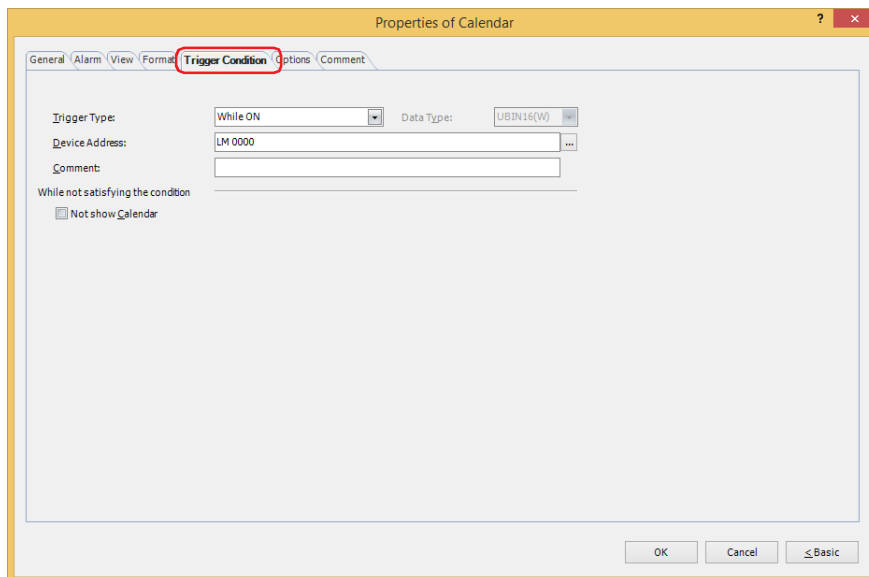 Properties of Calendar ? ×
General Alarm View Format Trigger Condition Options Comment
Trigger Type: While ON Data Type: UBIN16(W)
Device Address: LM 0000 ...
Comment:
While not satisfying the condition
Not show Calendar
OK Cancel < Basic